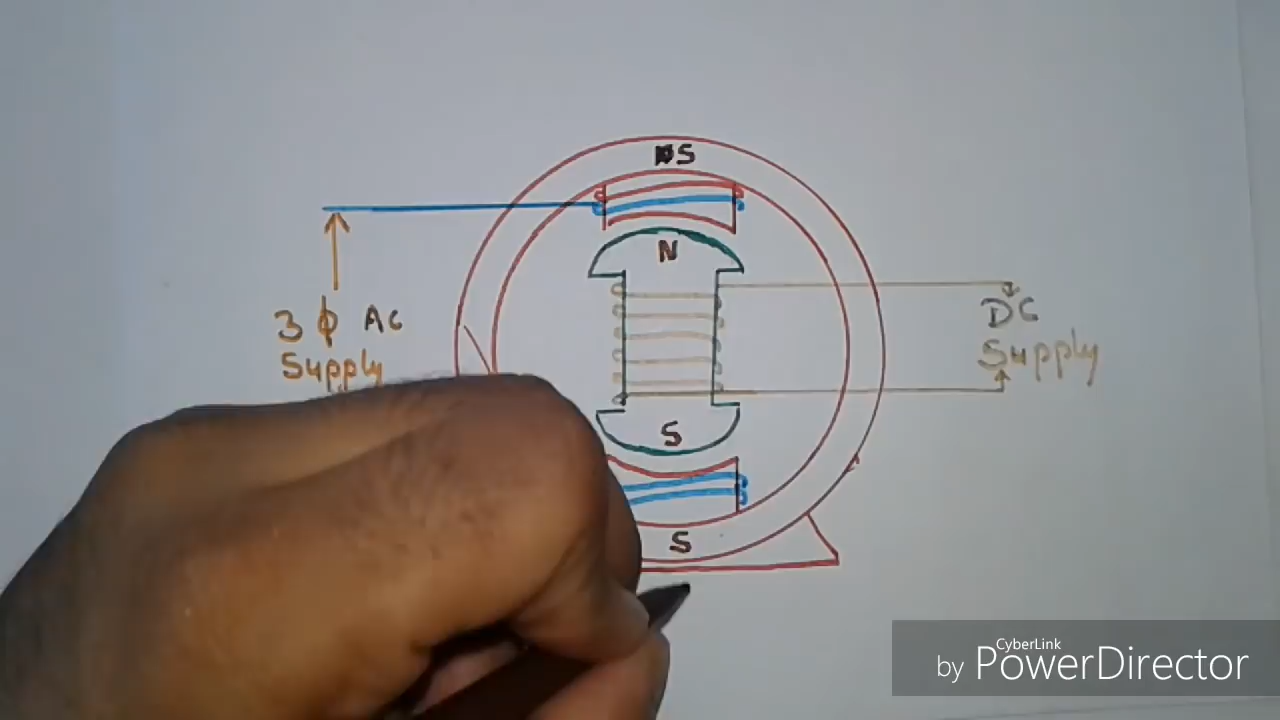 S
N
3 ϕ Ac
Supply
DC
Supply
S
S
CyberLink
by PowerDirector